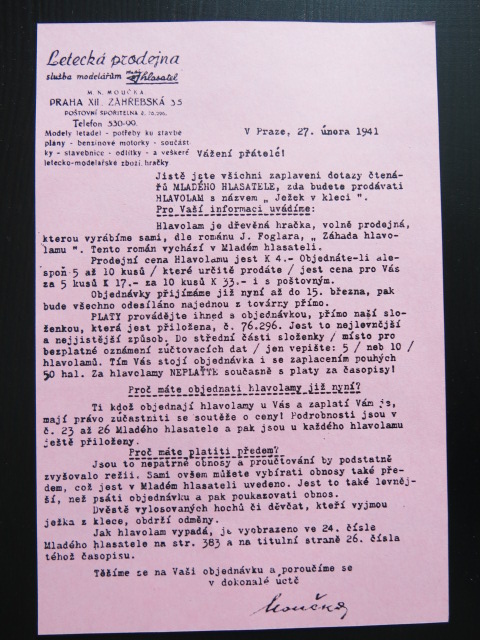 Letecká prodejna
služba modelářům mladý hlasatel
M. K. MOUČKA
PRAHA XII. ZÁHŘEBSKÁ 35
POŠTOVNÍ SPOŘITELNA Č. 76.296.
Telefon 530-99.
Modely letadel - potřeby ku stavbe
plány - benzinové motorky - součást
ky - stavebnice - odlitky - a veškeré
letecko-modelářské zboží, hračky
V Praze, 27. února 1941
Vážení přátelé!
Jistě jste všichni zaplaveni dotazy čtená-
řů MLADÉHO HLASATELE, zda budete prodávati
HLAVOLAM s názvem „ Ježek v kleci ".
Pro Vaší informaci uvádíme:
Hlavolam je dřevěná hračka, volně prodejná,
kterou vyrábíme sami, dle románu J. Foglara, „ Záhada hlavo-
lamu ". Tento román vychází v Mladém hlasateli.
Prodejní cena Hlavolamu jest K 4.- Objednáte-li ale-
spoň 5 až 10 kusů / které určitě prodáte / jest cena pro Vás
za 5 kusů K 17.- za 10 kusů K 33.- i s poštovným.
Objednávky přijímáme již nyní až do 15. března, pak
bude všechno odesíláno najednou z továrny přímo.
PLATY provádějte ihned s objednávkou, přímo naší slo-
ženkou, která jest přiložena, č. 76.296. Jest to nejlevnější
a nejjistější způsob. Do střední části složenky / místo pro
bezplatné oznámení zúčtovacích dat / jen vepište: 5 / neb 10 /
hlavolamů. Tím Vás stojí objednávka i se zaplacením pouhých
50 hal. Za hlavolamy NEPLAŤTE současně s platy za časopisy!
Proč máte objednati hlavolamy již nyní?
Ti kdož objednají hlavolamy u Vás a zaplatí Vám je,
mají právo zúčastniti se soutěže o ceny! Podrobnosti jsou v
č. 23 až 26 Mladého hlasatele a pak jsou u každého hlavolamu
ještě přiloženy.
Proč máte platiti předem?
Jsou to nepatrné obnosy a proúčtování by podstatně
zvyšovalo režii. Sami ovšem můžete vybírati obnosy také pře-
dem, což jest v Mladém hlasateli uvedeno. Jest to také levněj-
ší, než psáti objednávku a pak poukazovati obnos.
Dvěstě vylosovaných hochů či děvčat, kteří vyjmou
ježka z klece, obdrží odměny.
Jak hlavolam vypadá, je vyobrazeno ve 24. čísle
Mladého hlasatele na str. 383 a na titulní straně 26. čísla
téhož časopisu.
Těšíme se na Vaši objednávku a poroučíme se
v dokonalé úctě
Moučka